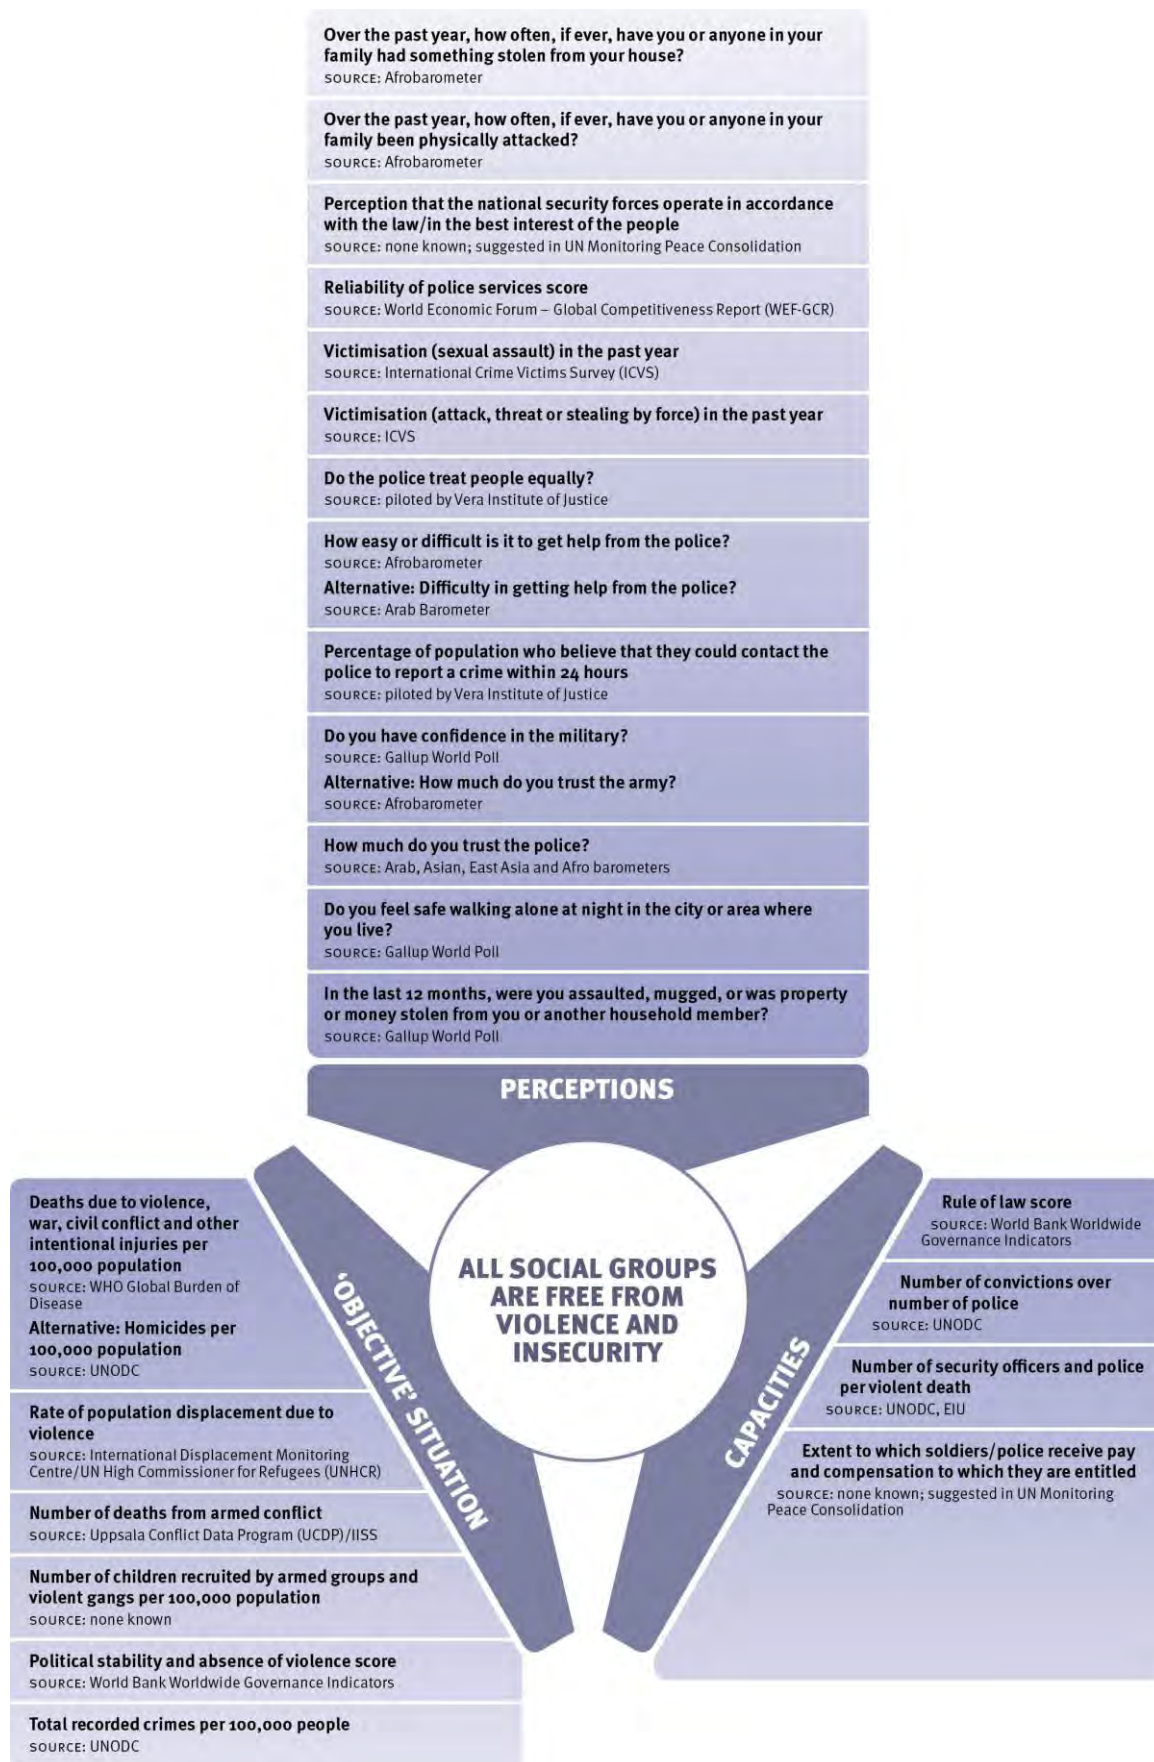 Over the past year, how often, if ever, have you or anyone in your
family had something stolen from your house?
SOURCE: Afrobarometer
Over the past year, how often, if ever, have you or anyone in your
family been physically attacked?
SOURCE: Afrobarometer
Perception that the national security forces operate in accordance
with the law/in the best interest of the people
SOURCE: none known; suggested in UN Monitoring Peace Consolidation
Reliability of police services score
SOURCE: World Economic Forum – Global Competitiveness Report (WEF-GCR)
Victimisation (sexual assault) in the past year
SOURCE: International Crime Victims Survey (ICVS)
Victimisation (attack, threat or stealing by force) in the past year
SOURCE: ICVS
Do the police treat people equally?
SOURCE: piloted by Vera Institute of Justice
How easy or difficult is it to get help from the police?
SOURCE: Afrobarometer
Alternative: Difficulty in getting help from the police?
SOURCE: Arab Barometer
Percentage of population who believe that they could contact the
police to report a crime within 24 hours
SOURCE: piloted by Vera Institute of Justice
Do you have confidence in the military?
SOURCE: Gallup World Poll
Alternative: How much do you trust the army?
SOURCE: Afrobarometer
How much do you trust the police?
SOURCE: Arab, Asian, East Asia and Afro barometers
Do you feel safe walking alone at night in the city or area where
you live?
SOURCE: Gallup World Poll
In the last 12 months, were you assaulted, mugged, or was property
or money stolen from you or another household member?
SOURCE: Gallup World Poll
PERCEPTIONS
ALL SOCIAL GROUPS
ARE FREE FROM
VIOLENCE AND
INSECURITY
'OBJECTIVE' SITUATION
Deaths due to violence,
war, civil conflict and other
intentional injuries per
100,000 population
SOURCE: WHO Global Burden of
Disease
Alternative: Homicides per
100,000 population
SOURCE: UNODC
Rate of population displacement due to
violence
SOURCE: International Displacement Monitoring
Centre/UN High Commissioner for Refugees (UNHCR)
Number of deaths from armed conflict
SOURCE: Uppsala Conflict Data Program (UCDP)/IISS
Number of children recruited by armed groups and
violent gangs per 100,000 population
SOURCE: none known
Political stability and absence of violence score
SOURCE: World Bank Worldwide Governance Indicators
Total recorded crimes per 100,000 people
SOURCE: UNODC
CAPACITIES
Rule of law score
SOURCE: World Bank Worldwide
Governance Indicators
Number of convictions over
number of police
SOURCE: UNODC
Number of security officers and police
per violent death
SOURCE: UNODC, EIU
Extent to which soldiers/police receive pay
and compensation to which they are entitled
SOURCE: none known; suggested in UN Monitoring
Peace Consolidation